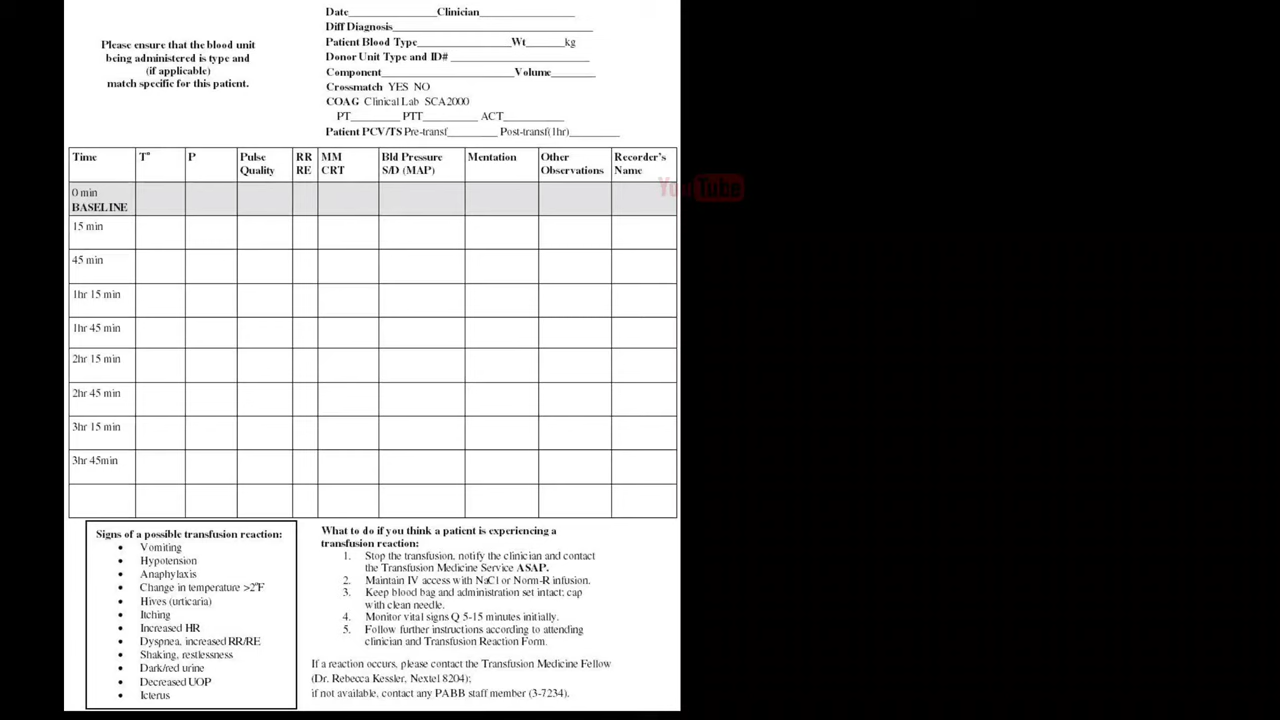 Date_______________Clinician________________
Diff Diagnosis__________________________________
Patient Blood Type________________Wt_______kg
Donor Unit Type and ID# ________________________
Component_______________________Volume________
Crossmatch YES NO
COAG Clinical Lab SCA2000
PT_________ PTT__________ ACT___________
Patient PCV/TS Pre-transf_________ Post-transf(1hr)_________
Please ensure that the blood unit
being administered is type and
(if applicable)
match specific for this patient.
Time T° P Pulse Quality RR RE MM CRT Bld Pressure S/D (MAP) Mentation Other Observations Recorder's Name
YouTube
0 min
BASELINE
15 min
45 min
1hr 15 min
1hr 45 min
2hr 15 min
2hr 45 min
3hr 15 min
3hr 45min
Signs of a possible transfusion reaction:
• Vomiting
• Hypotension
• Anaphylaxis
• Change in temperature >2°F
• Hives (urticaria)
• Itching
• Increased HR
• Dyspnea, increased RR/RE
• Shaking, restlessness
• Dark/red urine
• Decreased UOP
• Icterus
What to do if you think a patient is experiencing a
transfusion reaction:
1. Stop the transfusion, notify the clinician and contact
the Transfusion Medicine Service ASAP.
2. Maintain IV access with NaCl or Norm-R infusion.
3. Keep blood bag and administration set intact: cap
with clean needle.
4. Monitor vital signs Q 5-15 minutes initially.
5. Follow further instructions according to attending
clinician and Transfusion Reaction Form.
If a reaction occurs, please contact the Transfusion Medicine Fellow
(Dr. Rebecca Kessler, Nextel 8204);
if not available, contact any PABB staff member (3-7234).